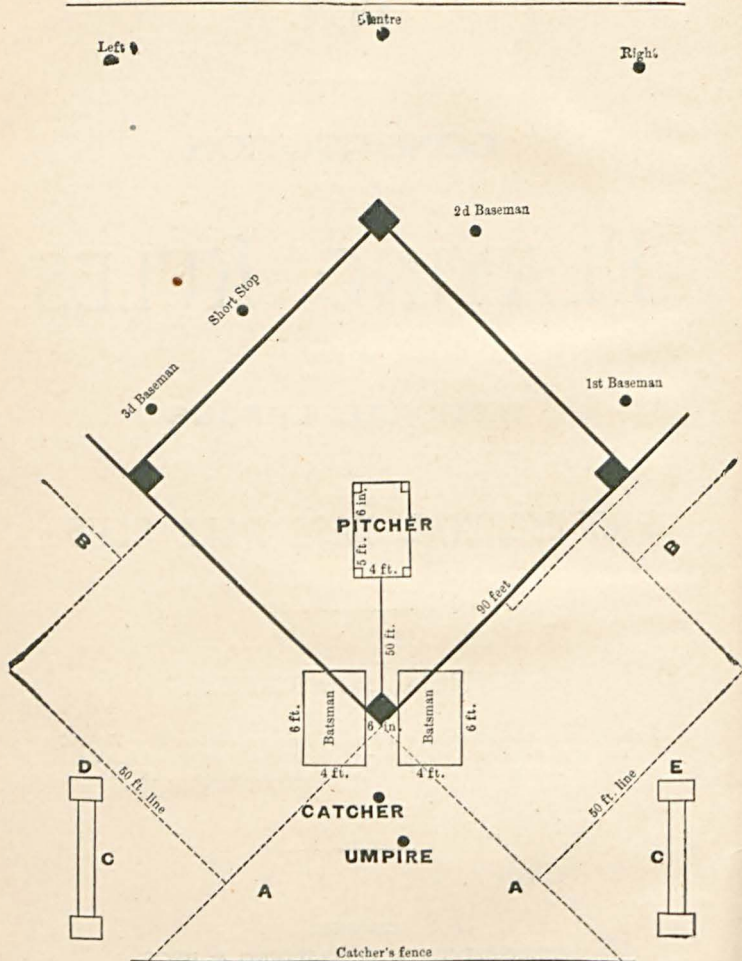 Centre
Left
Right
2d Baseman
Short Stop
3d Baseman
1st Baseman
6 in.
PITCHER
5 ft.
4 ft.
B
B
90 feet
50 ft.
Batsman
Batsman
6 ft.
6 in.
6 ft.
4 ft.
4 ft.
D
E
50 ft. line
50 ft. line
CATCHER
UMPIRE
C
C
A
A
Catcher's fence